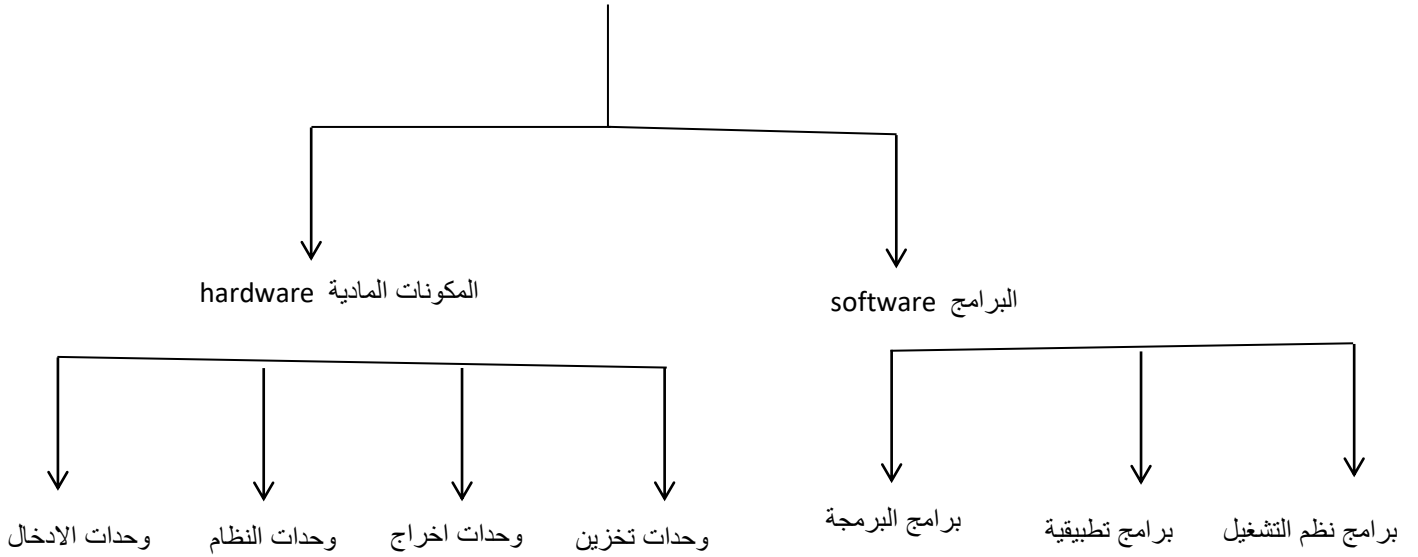 البرامج software
المكونات المادية hardware
برامج نظم التشغيل
برامج تطبيقية
برامج البرمجة
وحدات تخزين
وحدات اخراج
وحدات النظام
وحدات الادخال